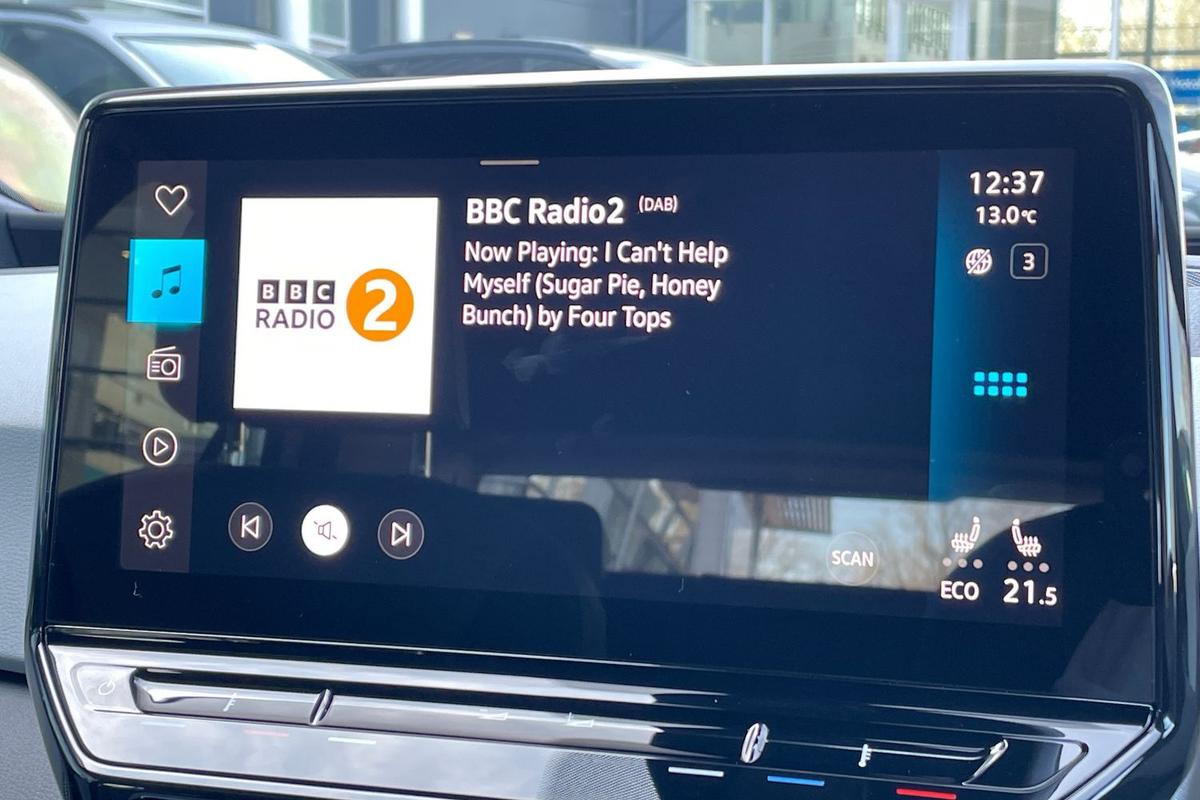 BBC Radio2 (DAB)
Now Playing: I Can't Help
Myself (Sugar Pie, Honey
Bunch) by Four Tops
BBC
RADIO 2
12:37
13.0°C
3
SCAN
ECO 21.5